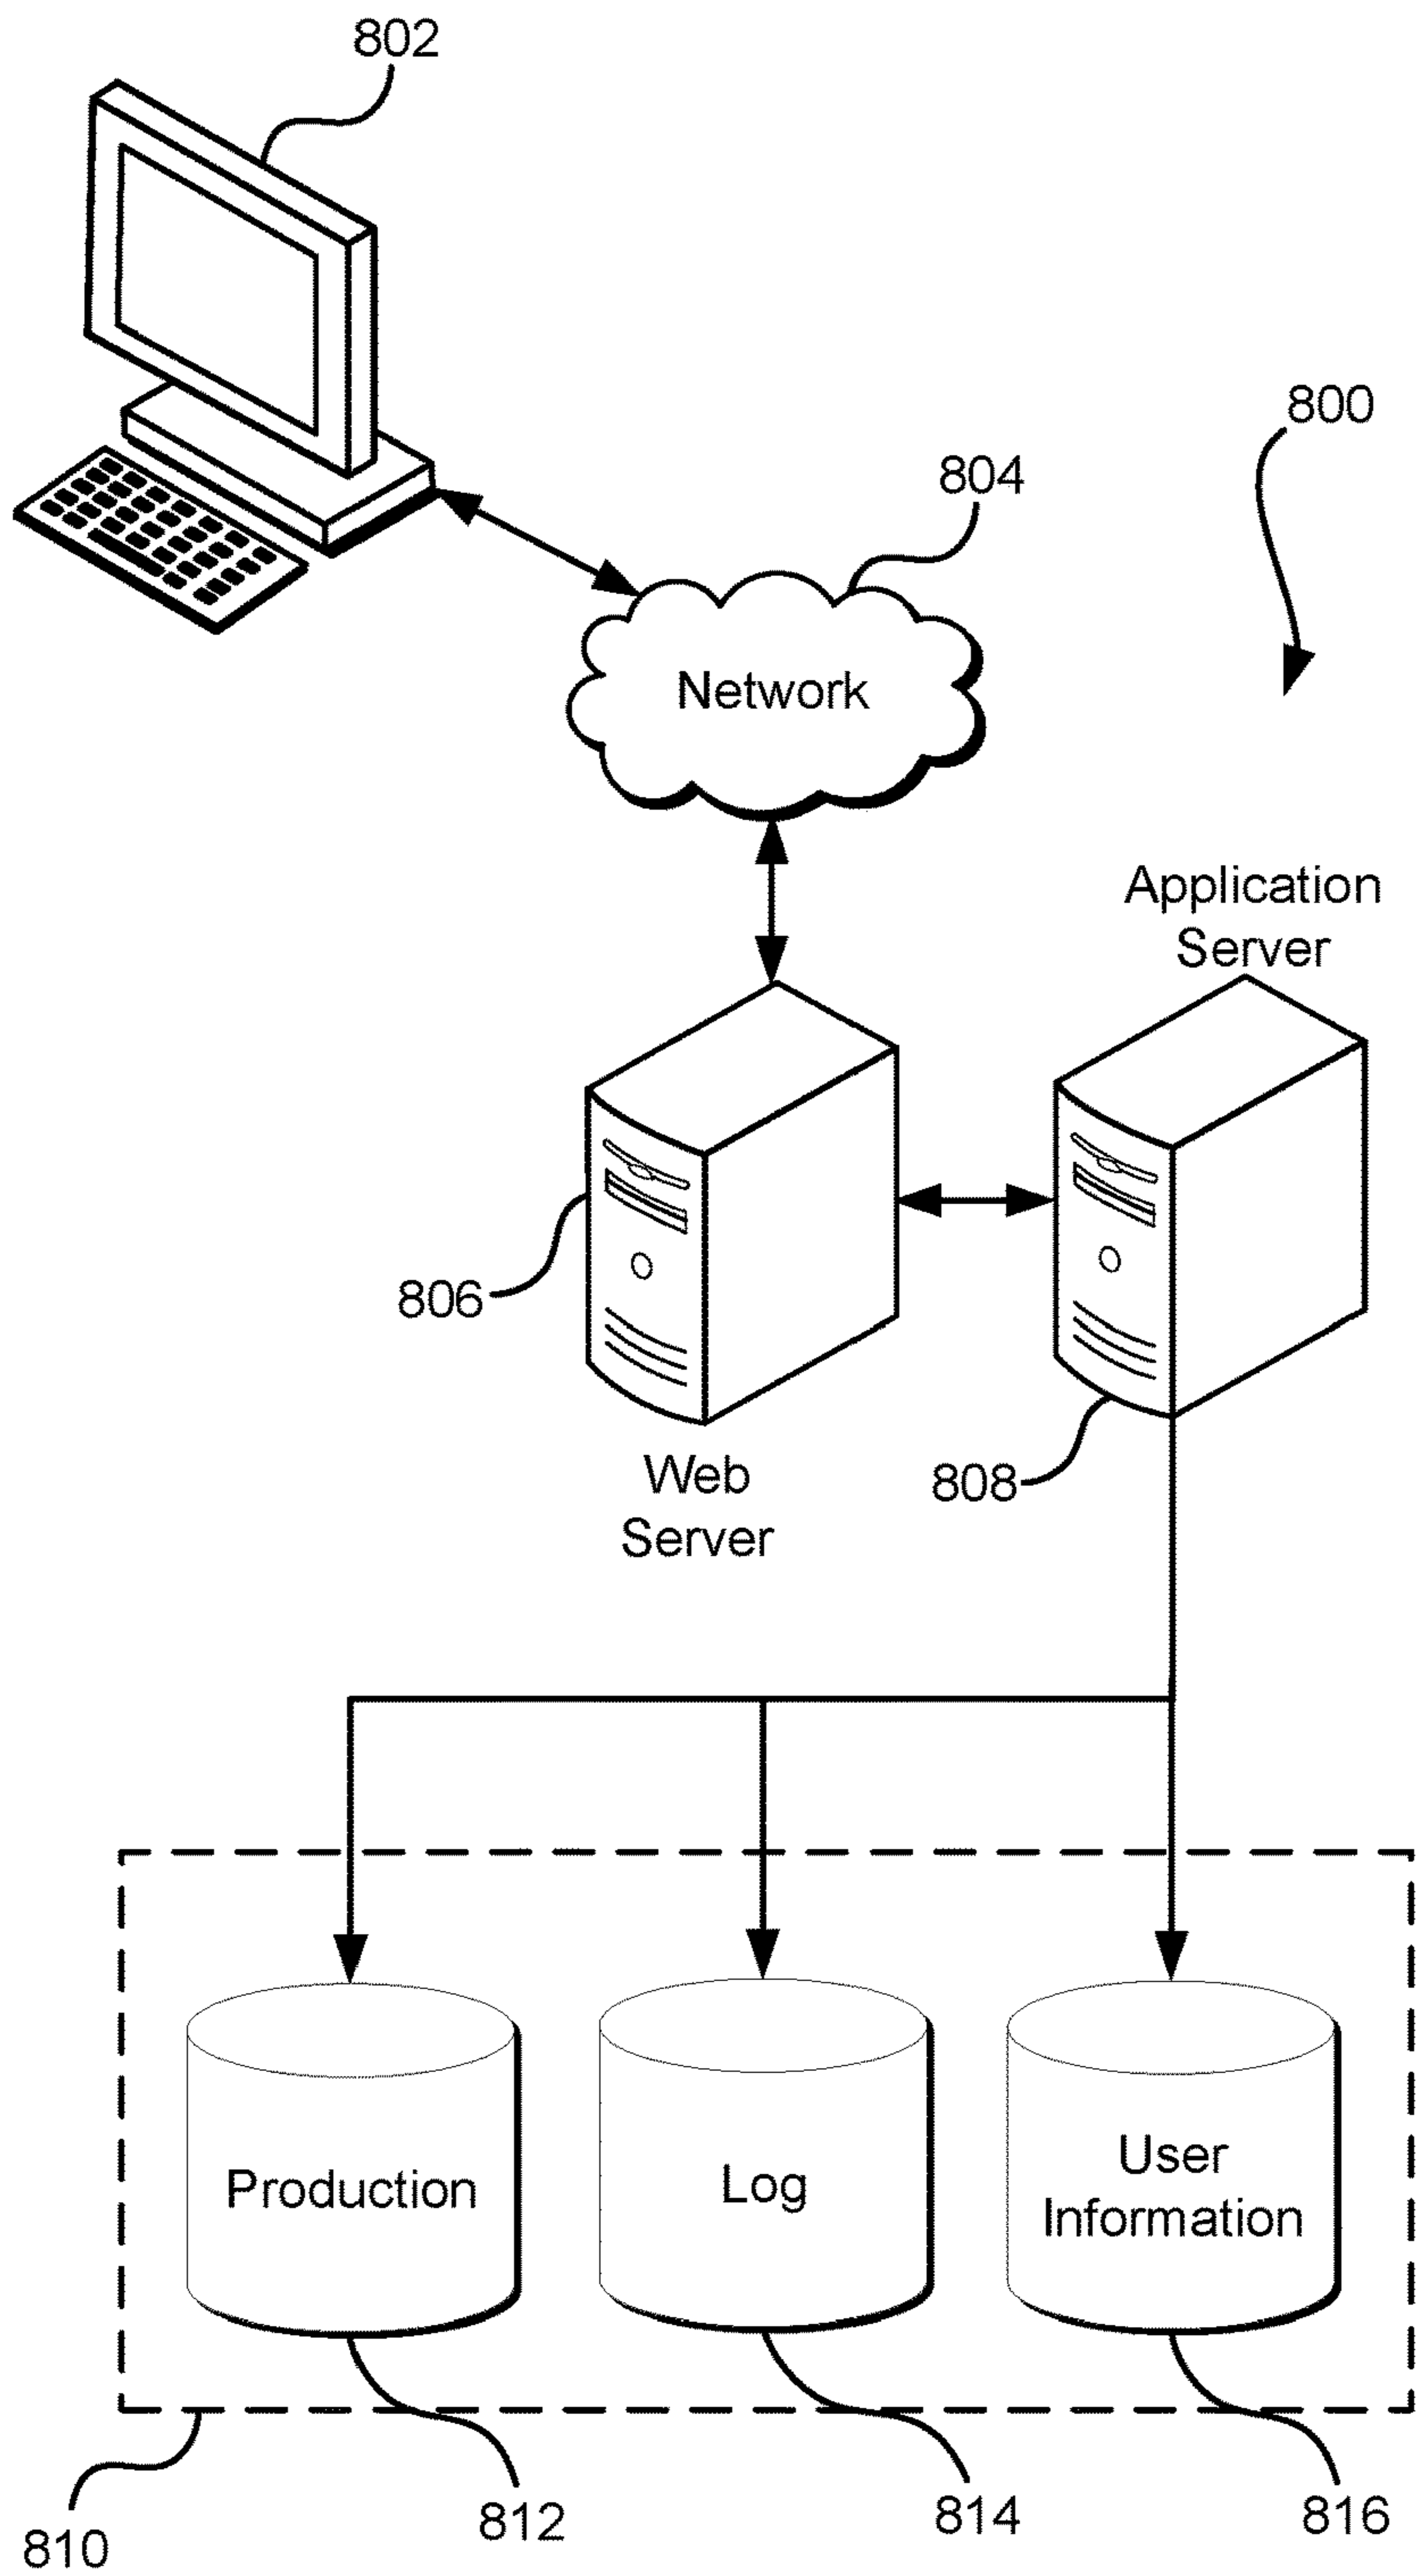 802
800
804
Network
Application
Server
806
808
Web
Server
Production
Log
User
Information
810
812
814
816